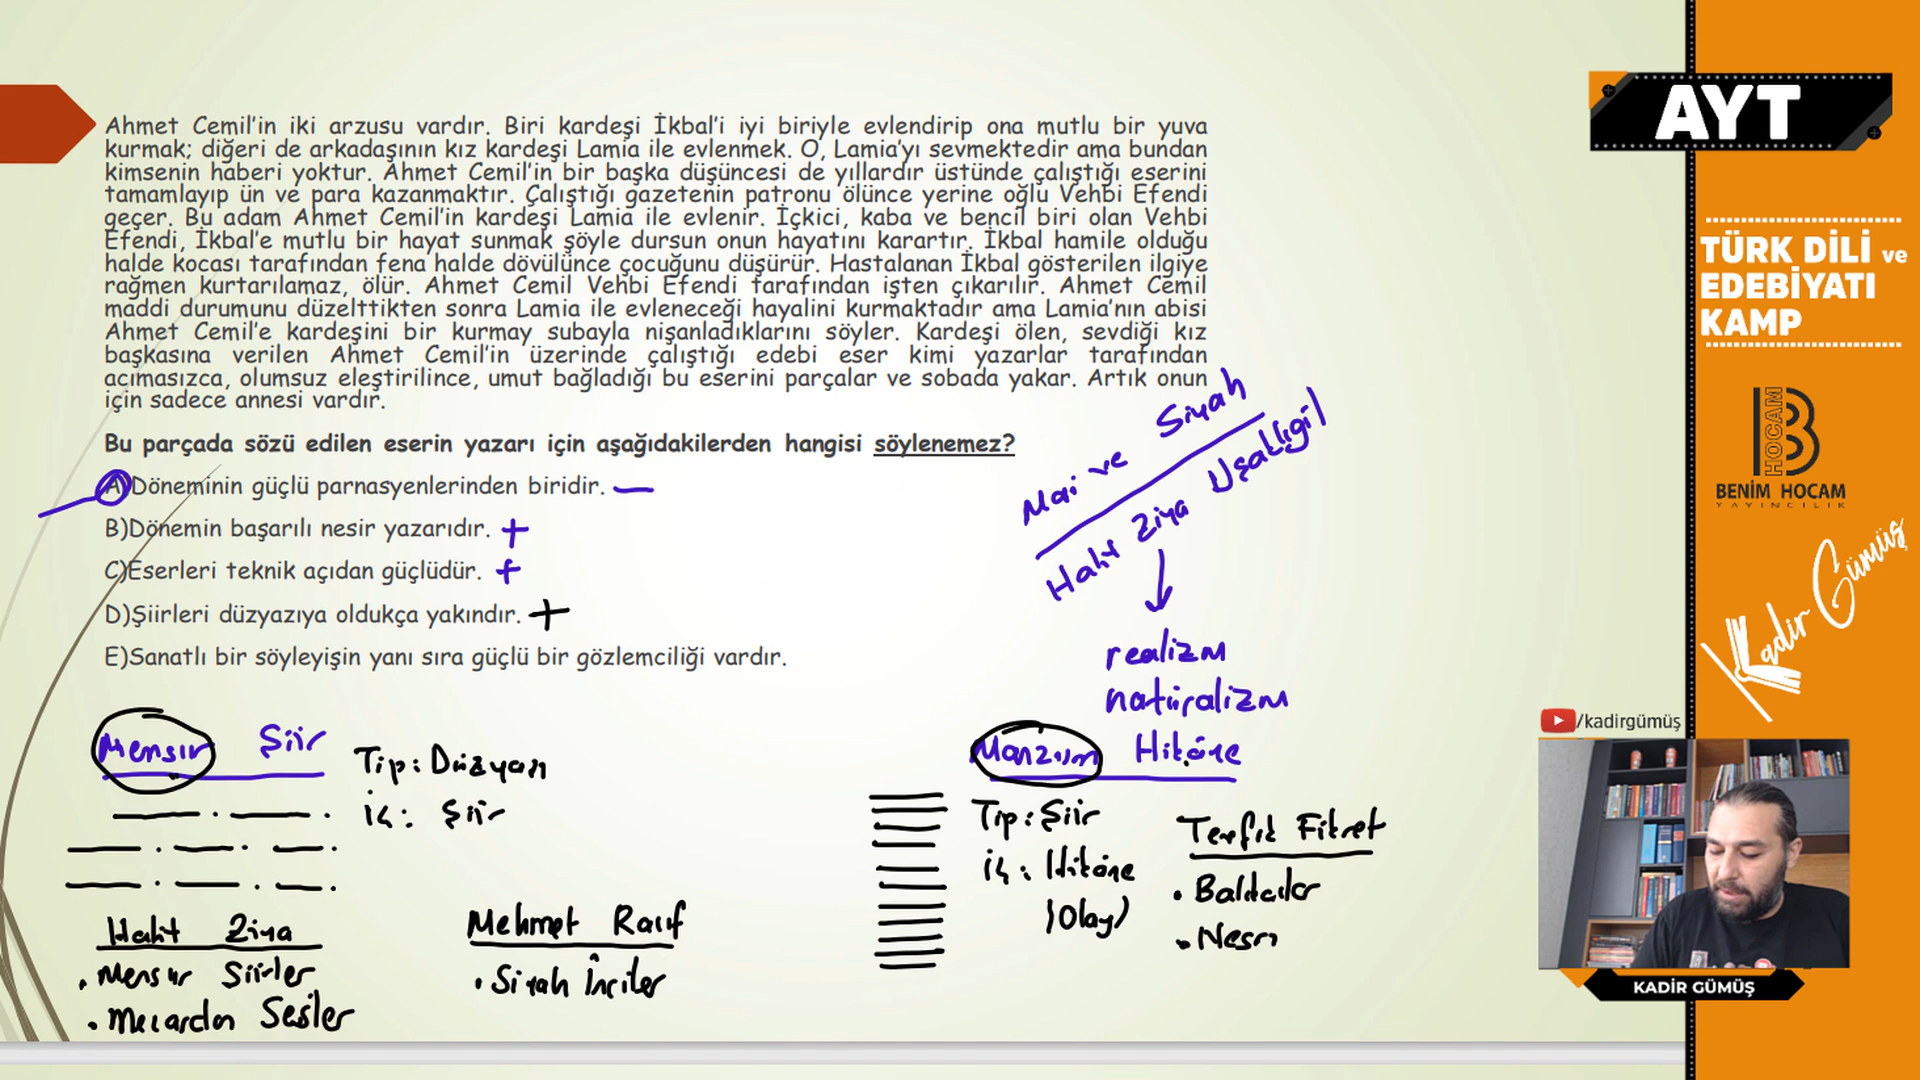 Ahmet Cemil'in iki arzusu vardır. Biri kardeşi İkbal'i iyi biriyle evlendirip ona mutlu bir yuva
kurmak; diğeri de arkadaşının kız kardeşi Lamia ile evlenmek. O, Lamia'yı sevmektedir ama bundan
kimsenin haberi yoktur. Ahmet Cemil'in bir başka düşüncesi de yıllardır üstünde çalıştığı eserini
tamamlayıp ün ve para kazanmaktır. Çalıştığı gazetenin patronu ölünce yerine oğlu Vehbi Efendi
geçer. Bu adam Ahmet Cemil'in kardeşi Lamia ile evlenir. İçkici, kaba ve bencil biri olan Vehbi
Efendi, İkbal'e mutlu bir hayat sunmak şöyle dursun onun hayatını karartır. İkbal hamile olduğu
halde kocası tarafından fena halde dövülünce çocuğunu düşürür. Hastalanan İkbal gösterilen ilgiye
rağmen kurtarılamaz, ölür. Ahmet Cemil Vehbi Efendi tarafından işten çıkarılır. Ahmet Cemil
maddi durumunu düzelttikten sonra Lamia ile evleneceği hayalini kurmaktadır ama Lamia'nın abisi
Ahmet Cemil'e kardeşini bir kurmay subayla nişanladıklarını söyler. Kardeşi ölen, sevdiği kız
başkasına verilen Ahmet Cemil'in üzerinde çalıştığı edebi eser kimi yazarlar tarafından
acımasızca, olumsuz eleştirilince, umut bağladığı bu eserini parçalar ve sobada yakar. Artık onun
için sadece annesi vardır.
Bu parçada sözü edilen eserin yazarı için aşağıdakilerden hangisi söylenemez?
A)Döneminin güçlü parnasyenlerinden biridir. —
B)Dönemin başarılı nesir yazarıdır. +
C)Eserleri teknik açıdan güçlüdür. +
D)Şiirleri düzyazıya oldukça yakındır. +
E)Sanatlı bir söyleyişin yanı sıra güçlü bir gözlemciliği vardır.
Mai ve Siyah
Halit Ziya Uşaklıgil
realizm
natüralizm
Mensur Şiir
Tip: Düzyazı
İç: Şiir
Halit Ziya
• Mensur Şiirler
• Mezardan Sesler
Mehmet Rauf
• Siyah İnciler
Manzum Hikâye
Tip: Şiir
İç: Hikâye
(Olay)
Tevfik Fikret
• Balıkçılar
• Nesrin
AYT
TÜRK DİLİ ve
EDEBİYATI
KAMP
HOCAM
BENİM HOCAM
YAYINCILIK
Kadir Gümüş
/kadirgümüş
KADİR GÜMÜŞ